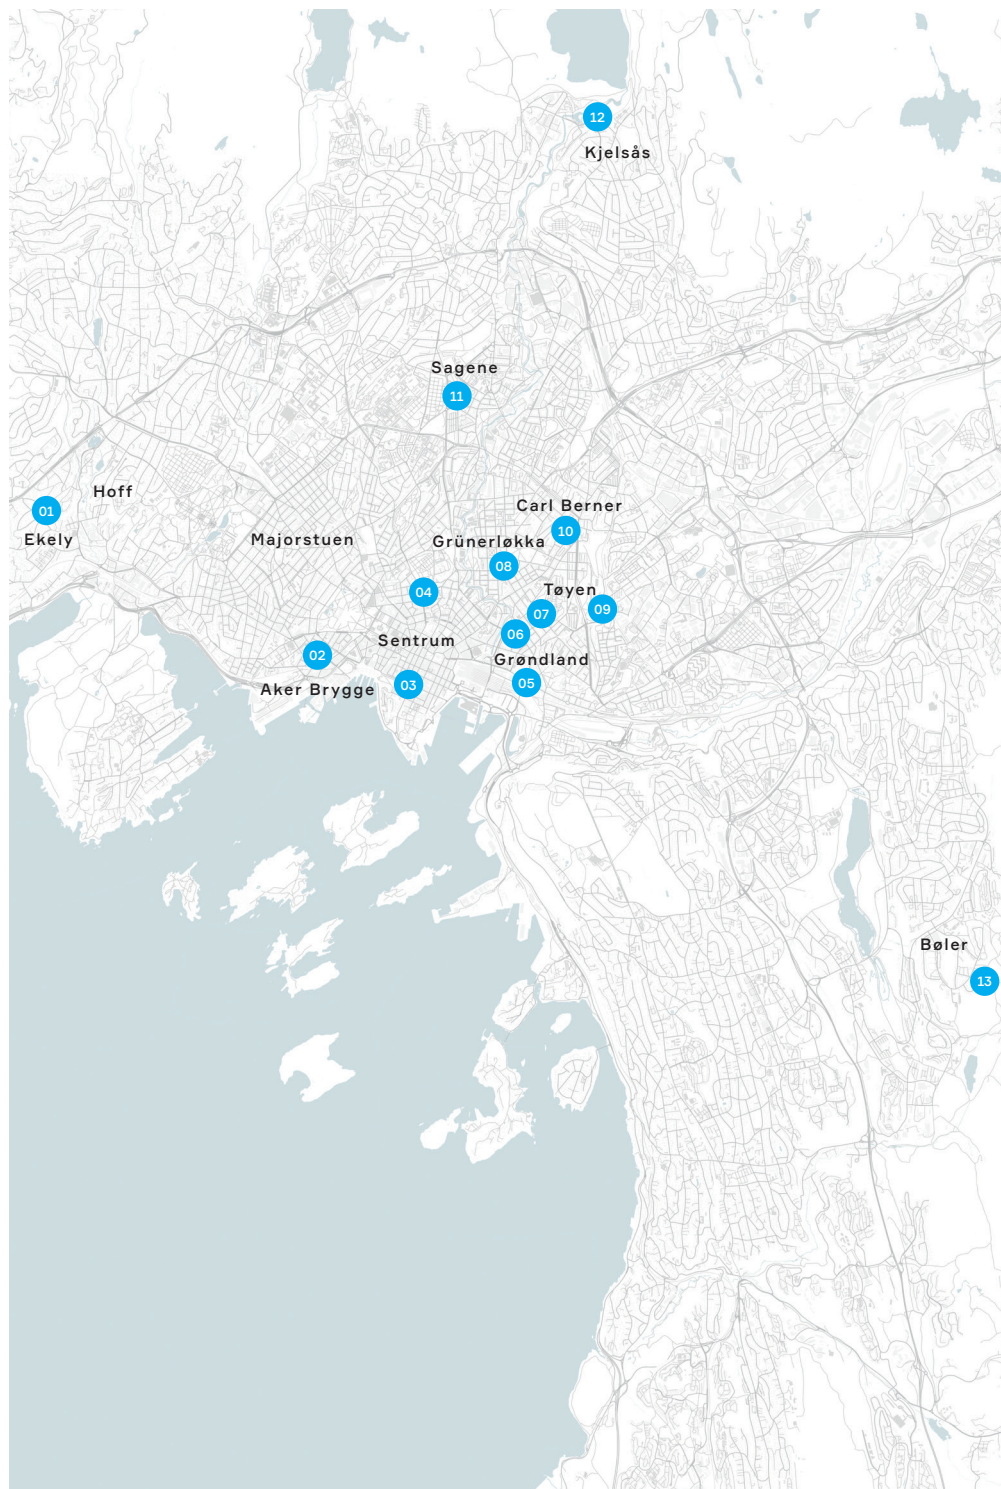 12
Kjelsås
Sagene
11
Hoff
01
Ekely
Carl Berner
10
Majorstuen
Grünerløkka
08
Tøyen
04
07
09
06
Sentrum
02
Grøndland
Aker Brygge
03
05
Bøler
13